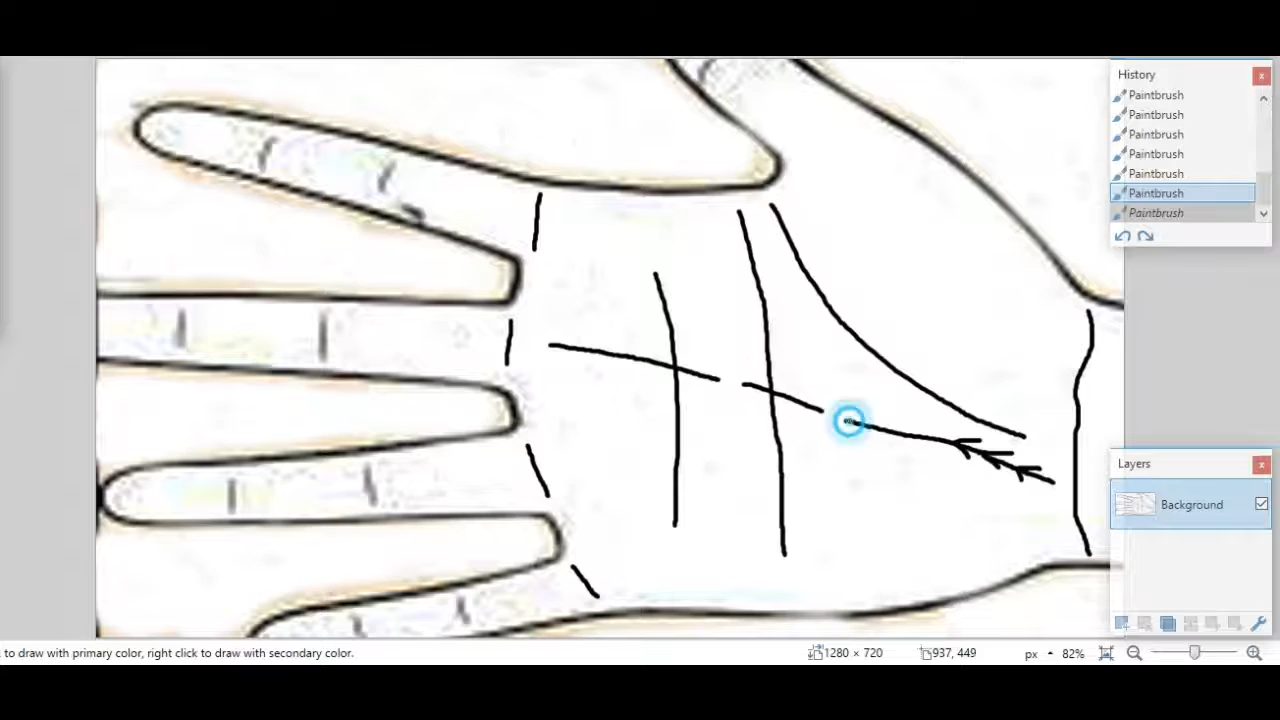 History
Paintbrush
Paintbrush
Paintbrush
Paintbrush
Paintbrush
Paintbrush
Paintbrush
Layers
Background
to draw with primary color, right click to draw with secondary color.
1280 × 720
937, 449
px
82%